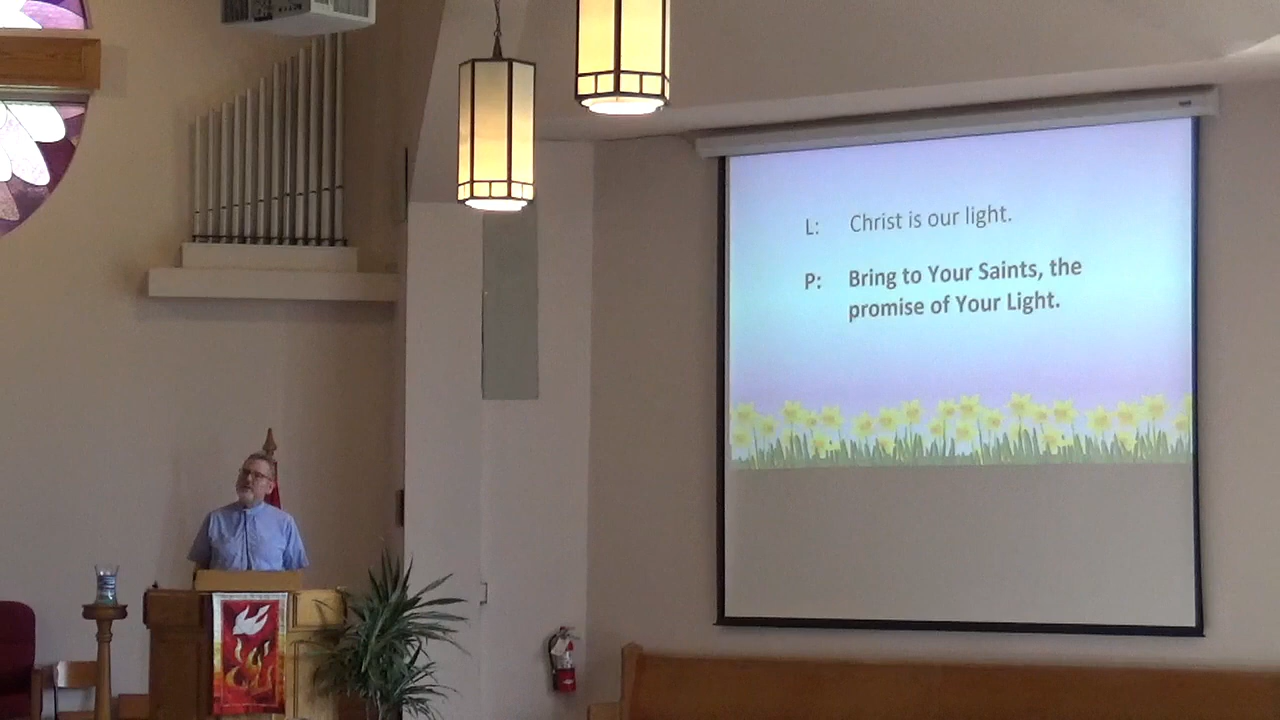 L: Christ is our light.
P: Bring to Your Saints, the
promise of Your Light.